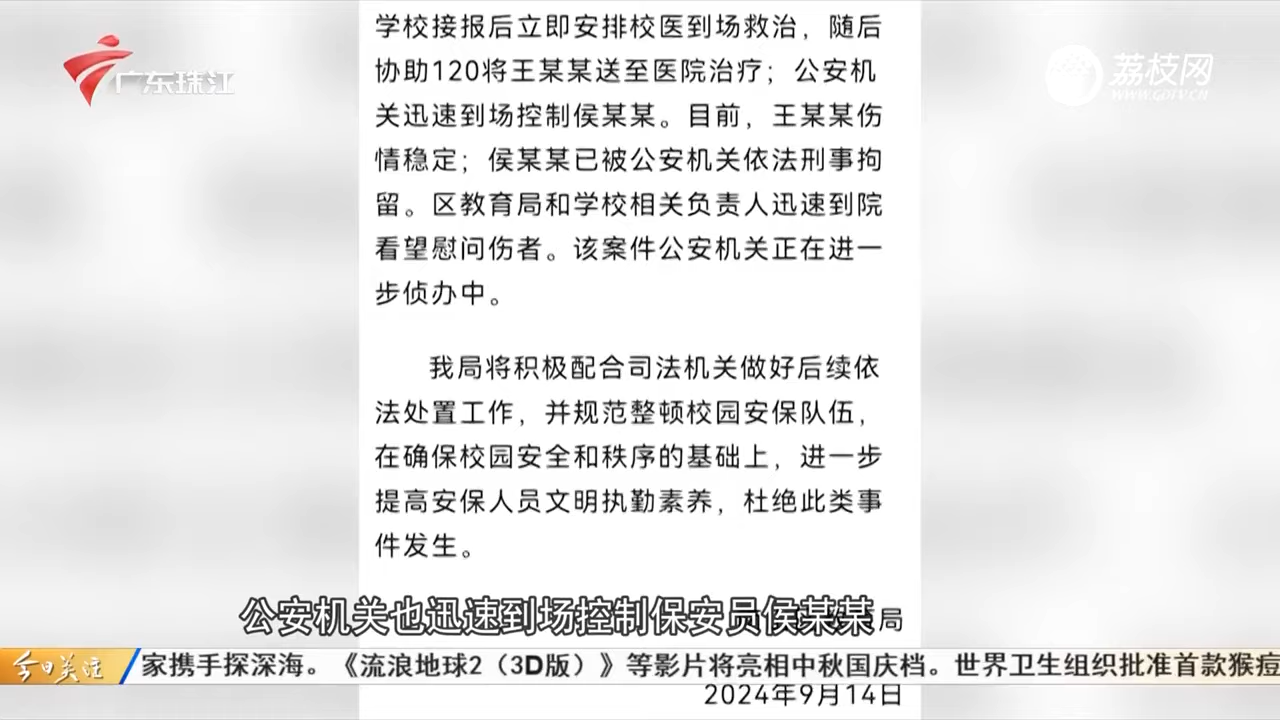 广东珠江
荔枝网
www.GDTV.CN
学校接报后立即安排校医到场救治，随后
协助120将王某某送至医院治疗；公安机
关迅速到场控制侯某某。目前，王某某伤
情稳定；侯某某已被公安机关依法刑事拘
留。区教育局和学校相关负责人迅速到院
看望慰问伤者。该案件公安机关正在进一
步侦办中。
我局将积极配合司法机关做好后续依
法处置工作，并规范整顿校园安保队伍，
在确保校园安全和秩序的基础上，进一步
提高安保人员文明执勤素养，杜绝此类事
件发生。
局
公安机关也迅速到场控制保安员侯某某
今日关注
家携手探深海。《流浪地球2（3D版）》等影片将亮相中秋国庆档。世界卫生组织批准首款猴痘
2024年9月14日